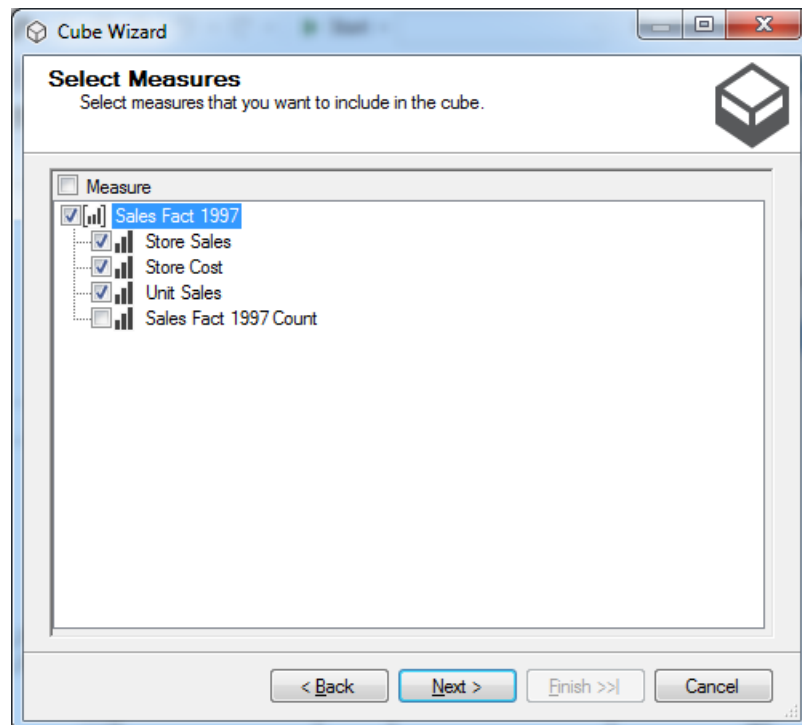 Cube Wizard
Select Measures
Select measures that you want to include in the cube.
Measure
Sales Fact 1997
Store Sales
Store Cost
Unit Sales
Sales Fact 1997 Count
< Back Next > Finish >>| Cancel